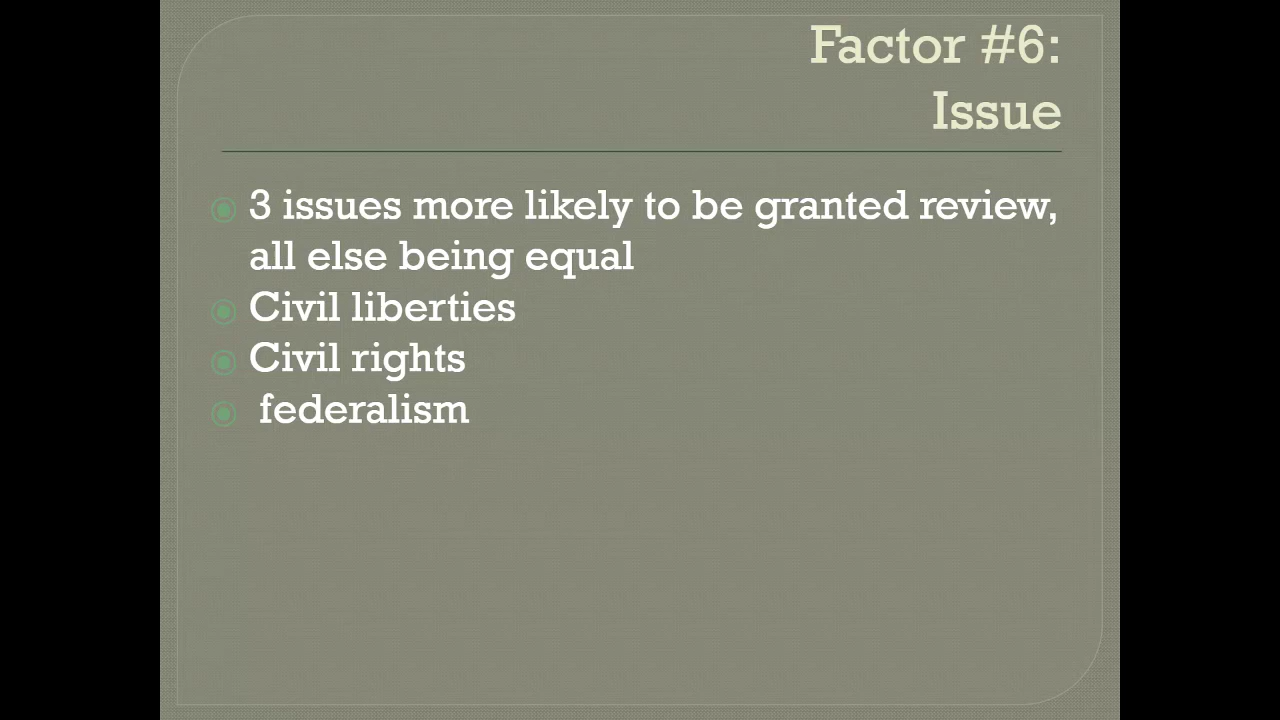 Factor #6:
Issue
3 issues more likely to be granted review,
all else being equal
Civil liberties
Civil rights
federalism